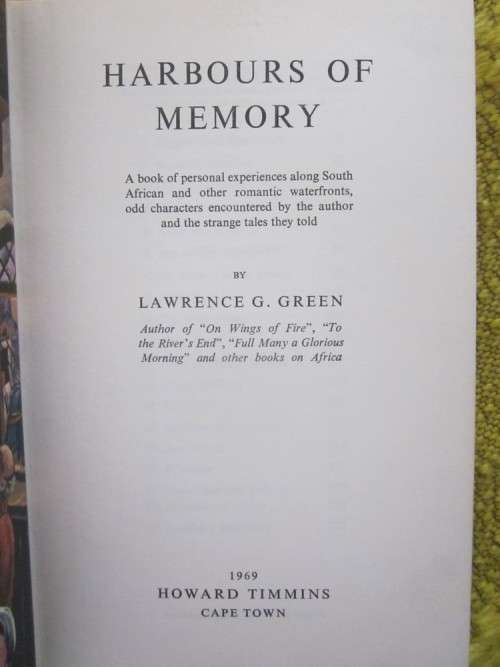 HARBOURS OF
MEMORY
A book of personal experiences along South
African and other romantic waterfronts,
odd characters encountered by the author
and the strange tales they told
BY
LAWRENCE G. GREEN
Author of "On Wings of Fire", "To
the River's End", "Full Many a Glorious
Morning" and other books on Africa
1969
HOWARD TIMMINS
CAPE TOWN